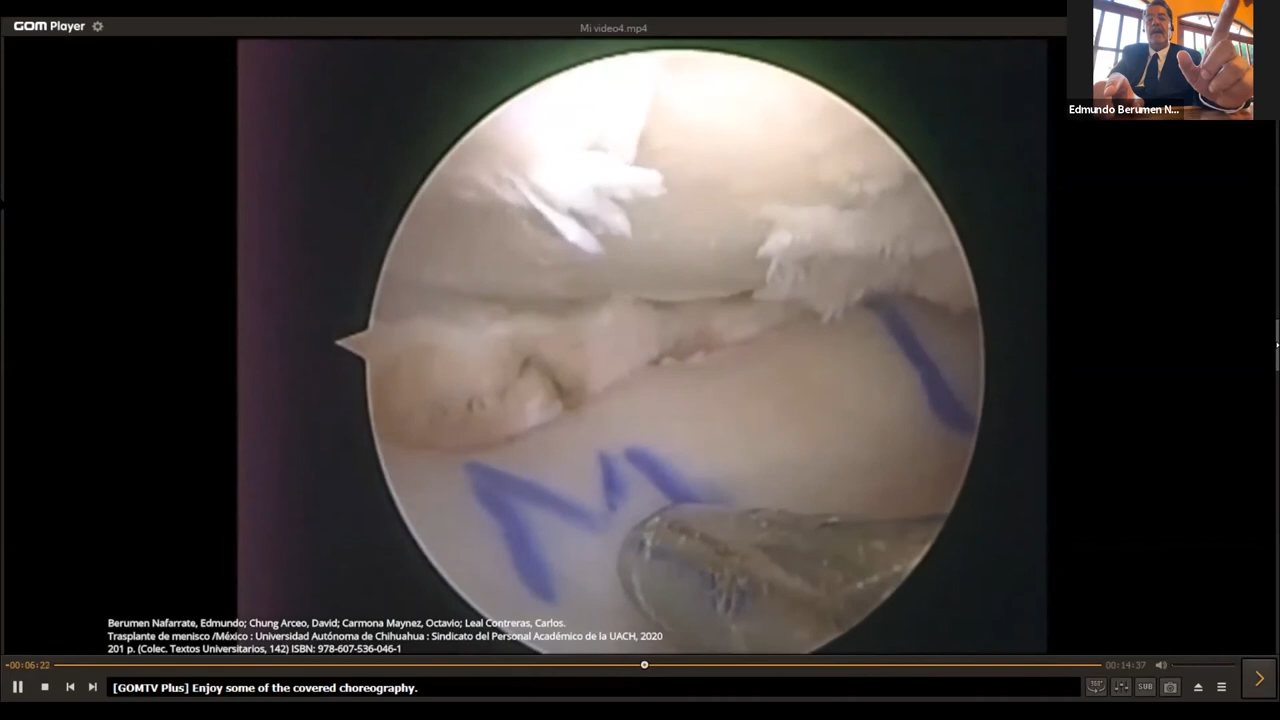 GOM Player
Mi video4.mp4
Edmundo Berumen N...
M
Berumen Nafarrate, Edmundo; Chung Arceo, David; Carmona Maynez, Octavio; Leal Contreras, Carlos.
Trasplante de menisco /México : Universidad Autónoma de Chihuahua : Sindicato del Personal Académico de la UACH, 2020
201 p. (Colec. Textos Universitarios, 142) ISBN: 978-607-536-046-1
00:06:22
00:14:37
[GOMTV Plus] Enjoy some of the covered choreography.
360°
SUB